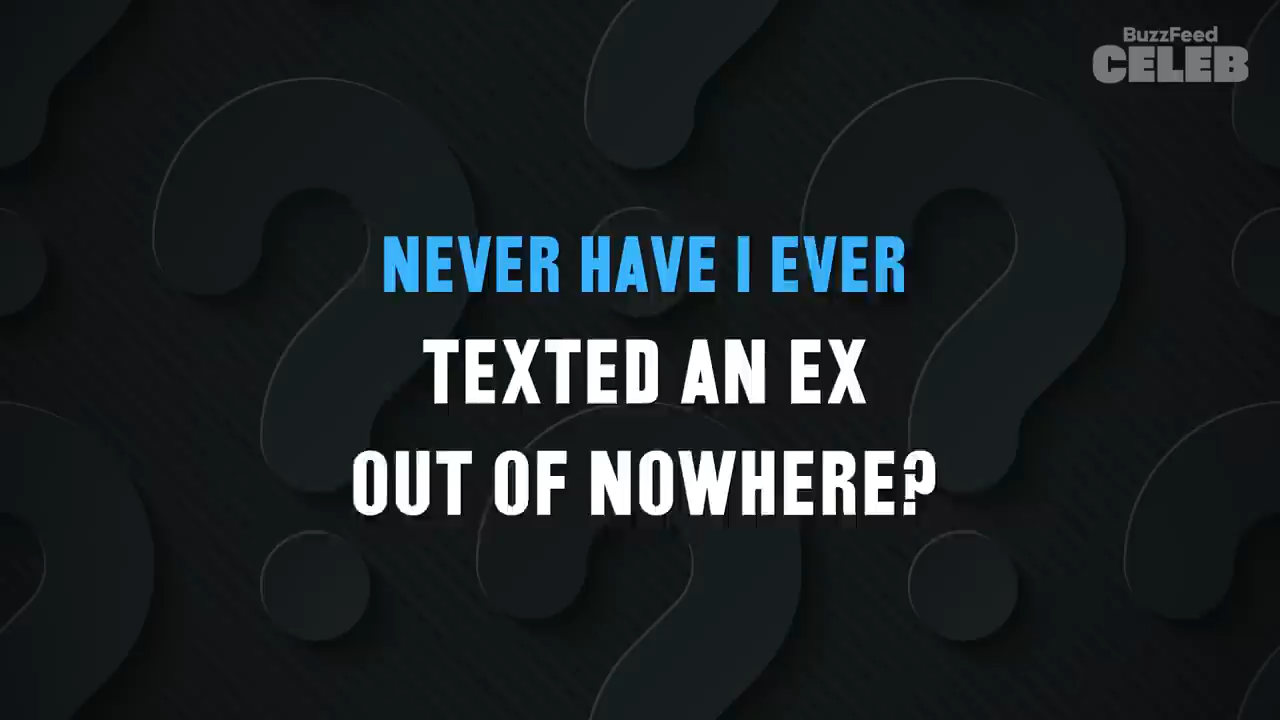 BuzzFeed
CELEB
NEVER HAVE I EVER
TEXTED AN EX
OUT OF NOWHERE?